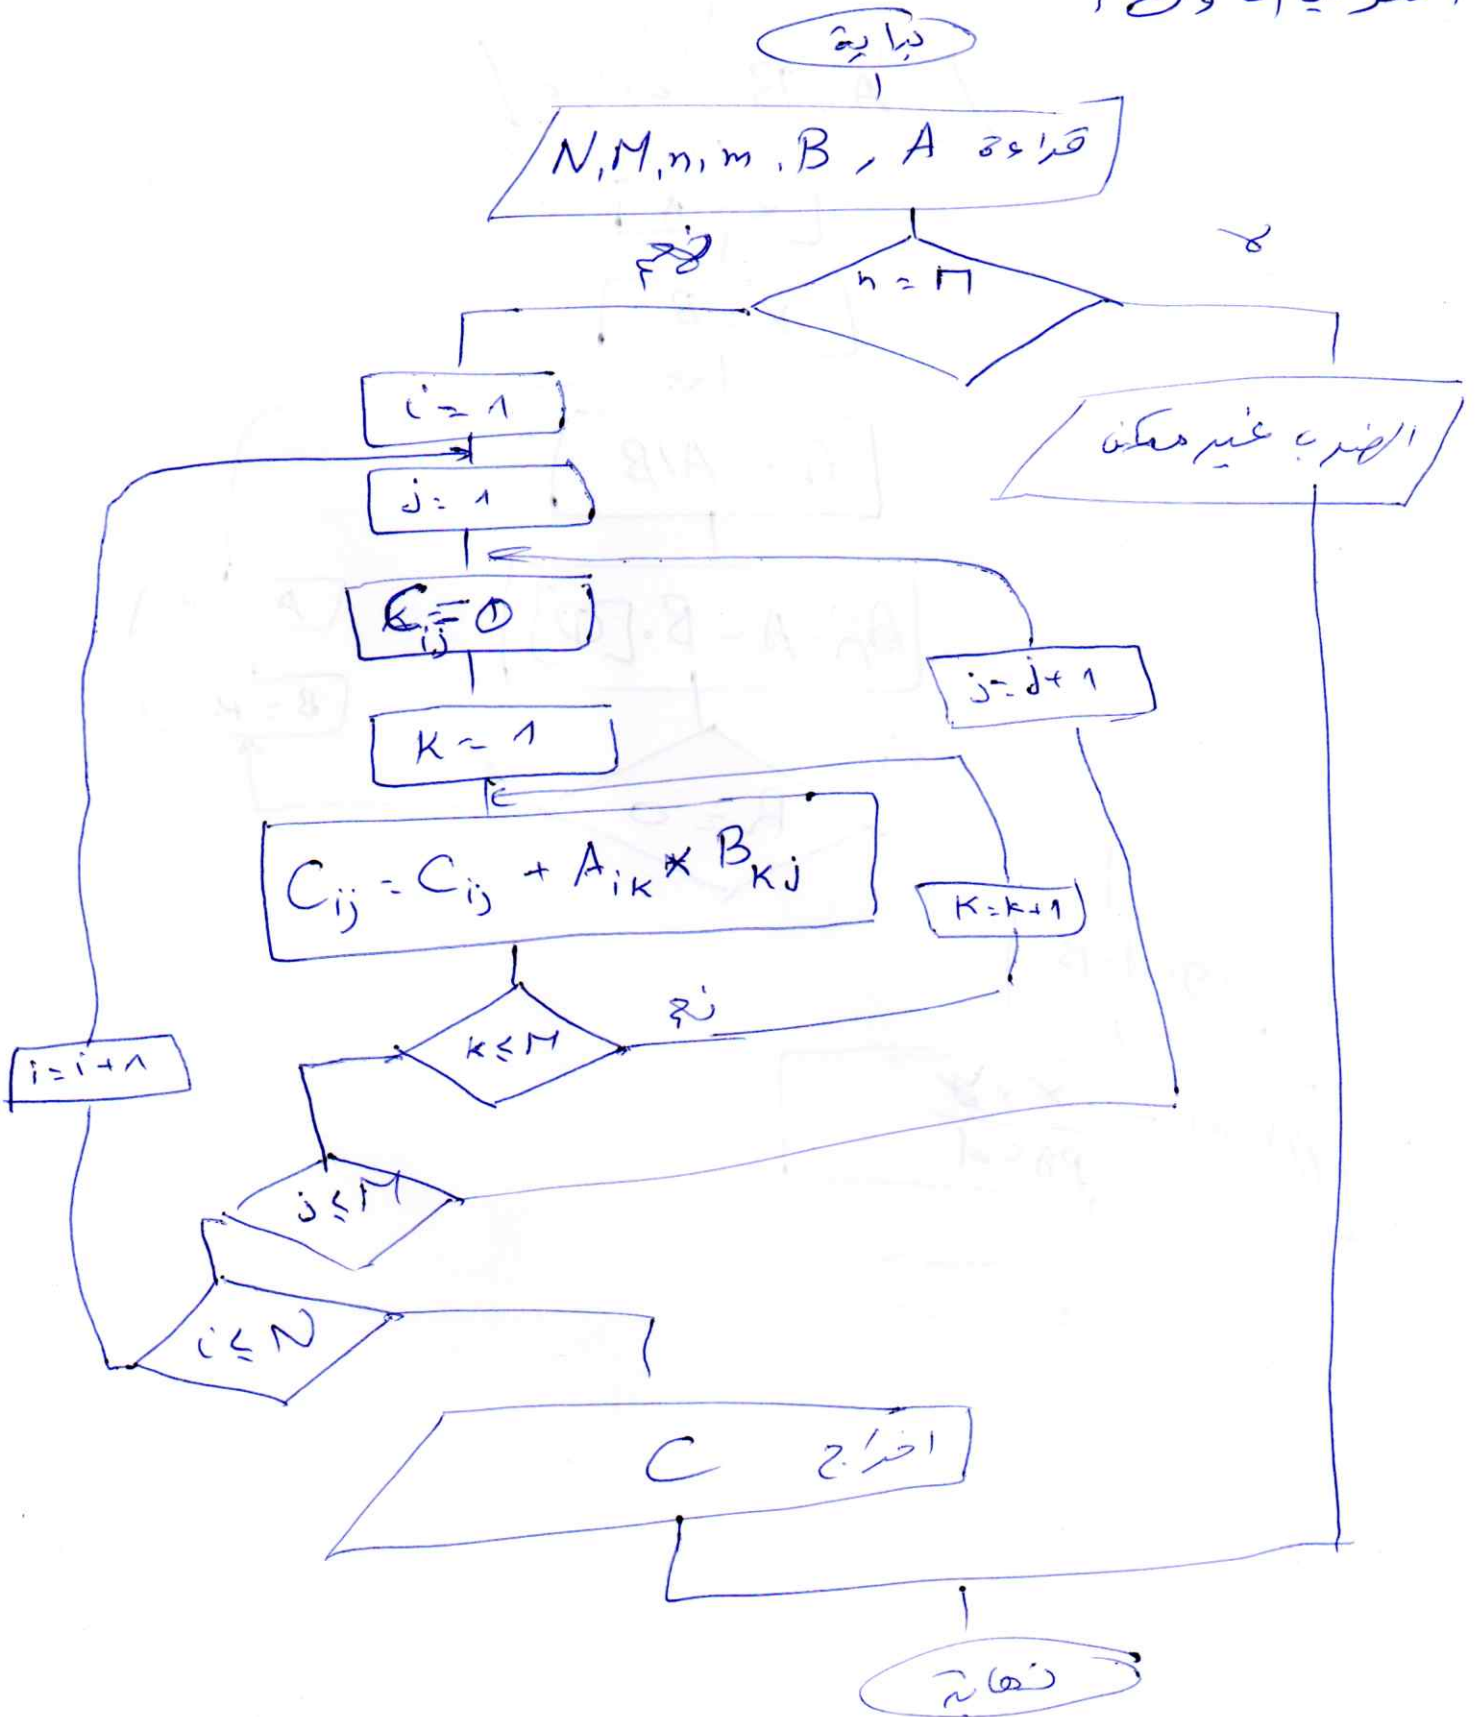 بداية
قراءة N, M, n, m, B, A
n = M
نعم
لا
i = 1
الضرب غير ممكن
j = 1
Cij = 0
j = j + 1
K = 1
Cij = Cij + Aik * BKj
K = k + 1
k ≤ M
نعم
i = i + 1
j ≤ M
i ≤ N
اخراج C
نهاية